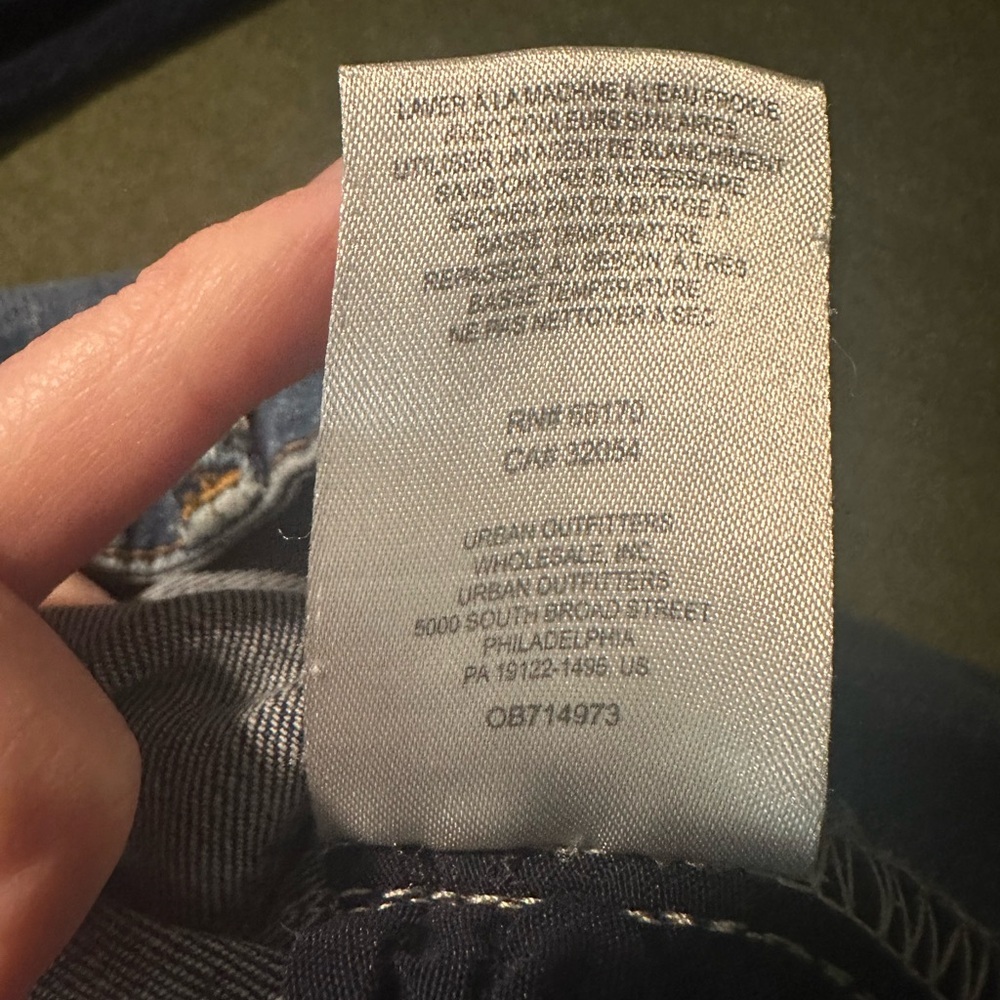 LAVER À LA MACHINE À L'EAU FROIDE
AVEC COULEURS SIMILAIRES
UTILISER UN AGENT DE BLANCHIMENT
SANS CHLORE SI NÉCESSAIRE
SÉCHER PAR CULBUTAGE À
BASSE TEMPÉRATURE
REPASSER AU BESOIN À TRÈS
BASSE TEMPÉRATURE
NE PAS NETTOYER À SEC
RN# 66170
CA# 32054
URBAN OUTFITTERS
WHOLESALE, INC.
URBAN OUTFITTERS
5000 SOUTH BROAD STREET
PHILADELPHIA
PA 19122-1495, US
OB714973